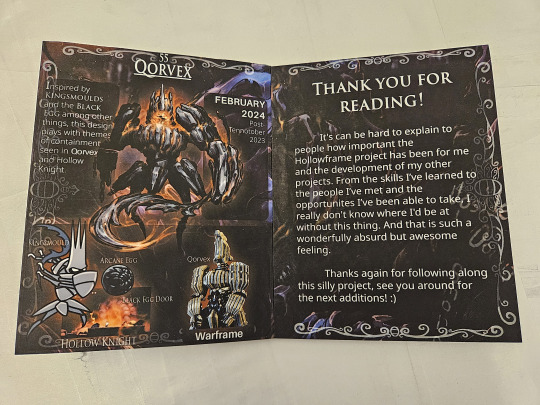 55
QORVEX
Inspired by
KINGSMOULDS
and the BLACK
EGG among other
things, this design
plays with themes
of containment
seen in Qorvex
and Hollow
Knight
FEBRUARY
2024
Post-
Tennotober
2023
KINGSMOULD
ARCANE EGG
BLACK EGG DOOR
HOLLOW KNIGHT
Qorvex
Warframe
THANK YOU FOR
READING!
It's can be hard to explain to
people how important the
Hollowframe project has been for me
and the development of my other
projects. From the skills I've learned to
the people I've met and the
opportunites I've been able to take, I
really don't know where I'd be at
without this thing. And that is such a
wonderfully absurd but awesome
feeling.
Thanks again for following along
this silly project, see you around for
the next additions! :)